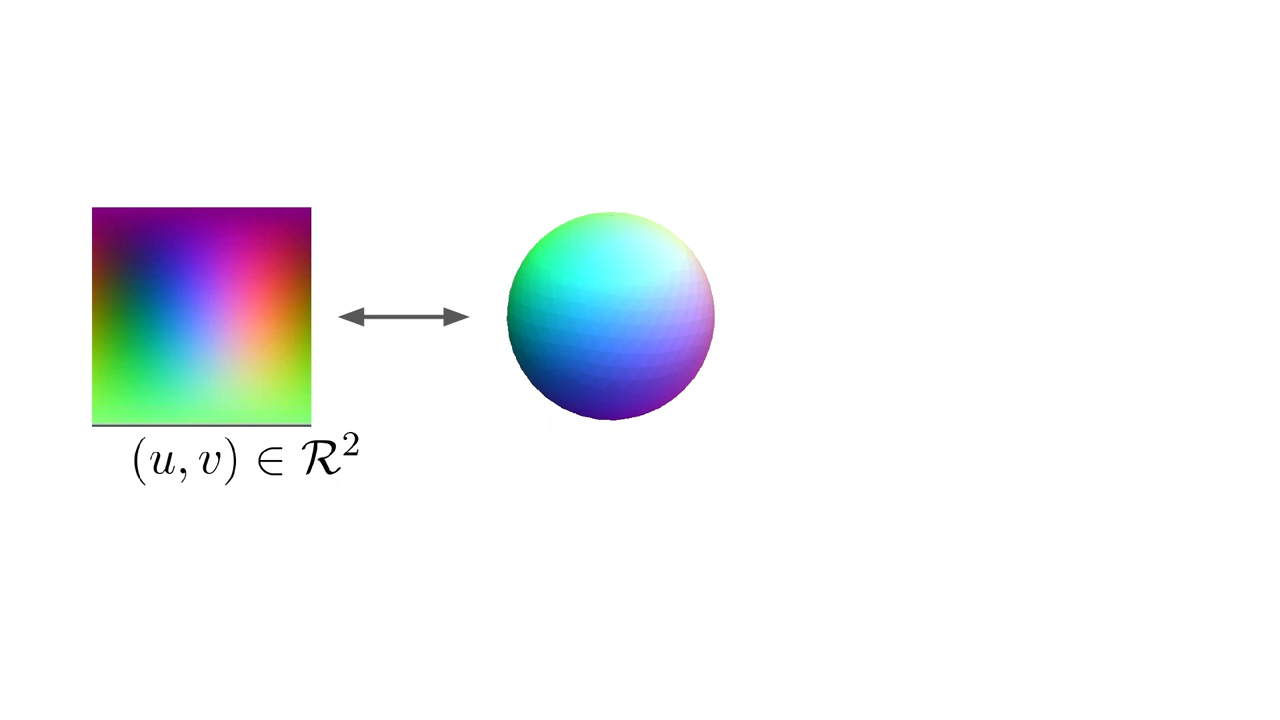 (u, v) ∈ ℛ²